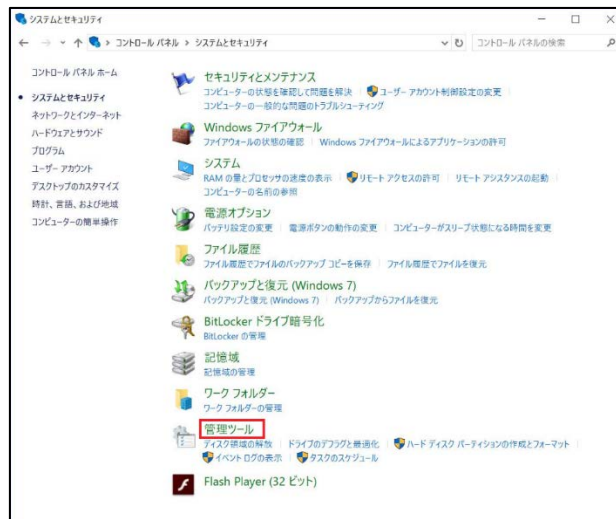 システムとセキュリティ
コントロール パネル > システムとセキュリティ
コントロール パネルの検索
コントロール パネル ホーム
システムとセキュリティ
ネットワークとインターネット
ハードウェアとサウンド
プログラム
ユーザー アカウント
デスクトップのカスタマイズ
時計、言語、および地域
コンピューターの簡単操作
セキュリティとメンテナンス
コンピューターの状態を確認して問題を解決 ユーザー アカウント制御設定の変更
コンピューターの一般的な問題のトラブルシューティング
Windows ファイアウォール
ファイアウォールの状態の確認 Windows ファイアウォールによるアプリケーションの許可
システム
RAM の量とプロセッサの速度の表示 リモート アクセスの許可 リモート アシスタンスの起動
コンピューターの名前の参照
電源オプション
バッテリ設定の変更 電源ボタンの動作の変更 コンピューターがスリープ状態になる時間を変更
ファイル履歴
ファイル履歴でファイルのバックアップ コピーを保存 ファイル履歴でファイルを復元
バックアップと復元 (Windows 7)
バックアップと復元 (Windows 7) バックアップからファイルを復元
BitLocker ドライブ暗号化
BitLocker の管理
記憶域
記憶域の管理
ワーク フォルダー
ワーク フォルダーの管理
管理ツール
ディスク領域の解放 ドライブのデフラグと最適化 ハード ディスク パーティションの作成とフォーマット
イベント ログの表示 タスクのスケジュール
Flash Player (32 ビット)